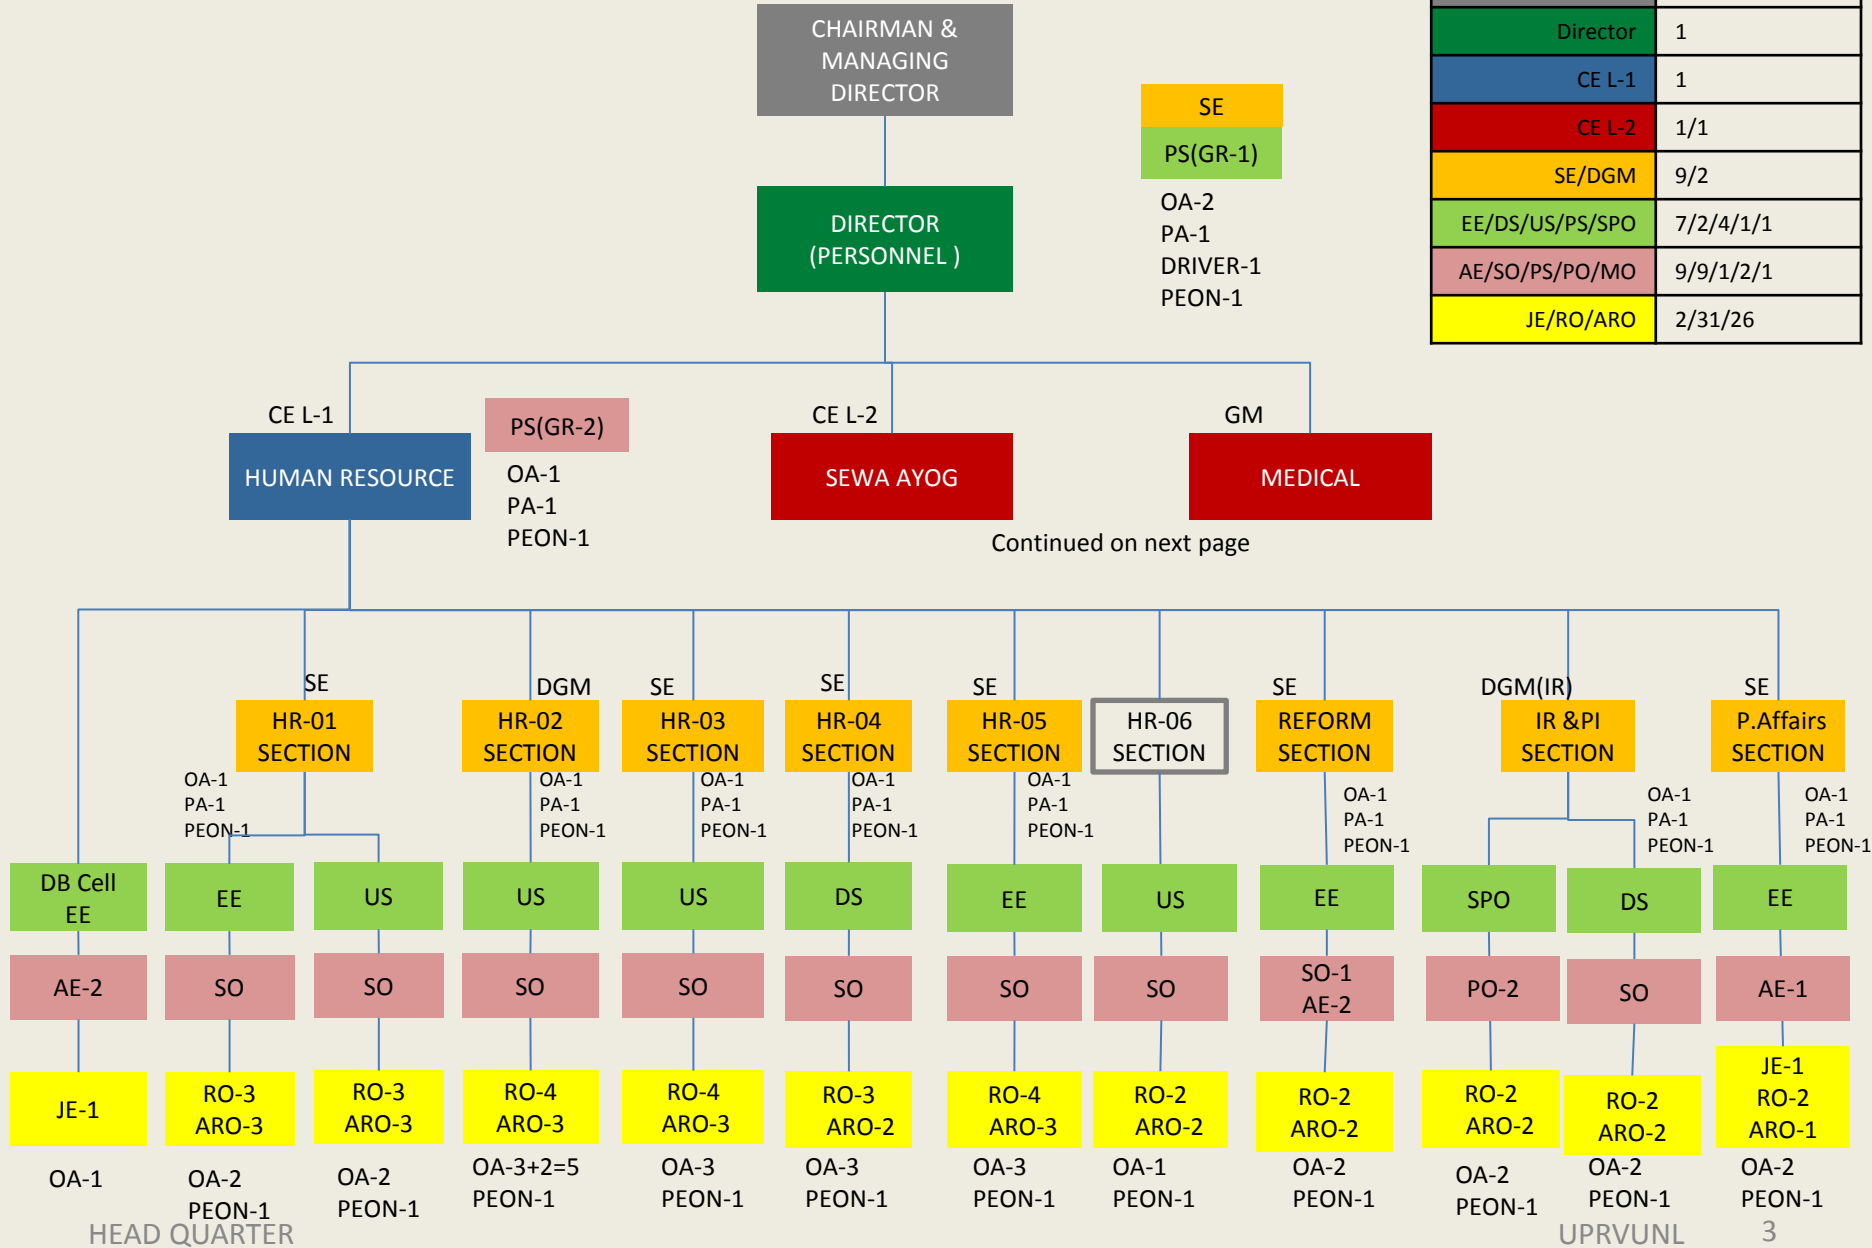 CHAIRMAN &
MANAGING
DIRECTOR
Director 1
CE L-1 1
CE L-2 1/1
SE/DGM 9/2
EE/DS/US/PS/SPO 7/2/4/1/1
AE/SO/PS/PO/MO 9/9/1/2/1
JE/RO/ARO 2/31/26
SE
PS(GR-1)
OA-2
PA-1
DRIVER-1
PEON-1
DIRECTOR
(PERSONNEL )
CE L-1
HUMAN RESOURCE
PS(GR-2)
OA-1
PA-1
PEON-1
CE L-2
SEWA AYOG
GM
MEDICAL
Continued on next page
SE
HR-01
SECTION
OA-1
PA-1
PEON-1
DGM
HR-02
SECTION
OA-1
PA-1
PEON-1
SE
HR-03
SECTION
OA-1
PA-1
PEON-1
SE
HR-04
SECTION
OA-1
PA-1
PEON-1
SE
HR-05
SECTION
OA-1
PA-1
PEON-1
HR-06
SECTION
SE
REFORM
SECTION
OA-1
PA-1
PEON-1
DGM(IR)
IR &PI
SECTION
OA-1
PA-1
PEON-1
SE
P.Affairs
SECTION
OA-1
PA-1
PEON-1
DB Cell
EE
AE-2
JE-1
OA-1
EE
SO
RO-3
ARO-3
OA-2
PEON-1
US
SO
RO-3
ARO-3
OA-2
PEON-1
US
SO
RO-4
ARO-3
OA-3+2=5
PEON-1
US
SO
RO-4
ARO-3
OA-3
PEON-1
DS
SO
RO-3
ARO-2
OA-3
PEON-1
EE
SO
RO-4
ARO-3
OA-3
PEON-1
US
SO
RO-2
ARO-2
OA-1
PEON-1
EE
SO-1
AE-2
RO-2
ARO-2
OA-2
PEON-1
SPO
PO-2
RO-2
ARO-2
OA-2
PEON-1
DS
SO
RO-2
ARO-2
OA-2
PEON-1
EE
AE-1
JE-1
RO-2
ARO-1
OA-2
PEON-1
HEAD QUARTER
UPRVUNL 3